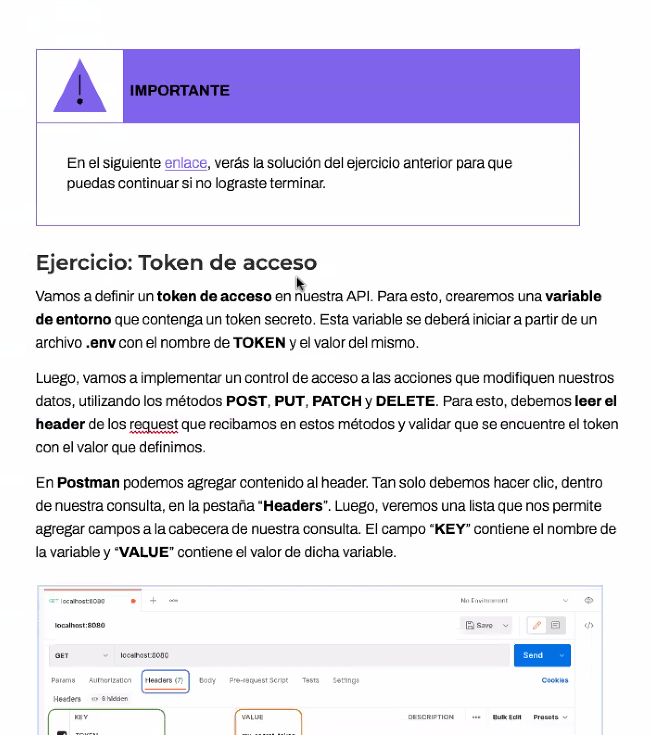 IMPORTANTE
En el siguiente enlace, verás la solución del ejercicio anterior para que
puedas continuar si no lograste terminar.
Ejercicio: Token de acceso
Vamos a definir un token de acceso en nuestra API. Para esto, crearemos una variable
de entorno que contenga un token secreto. Esta variable se deberá iniciar a partir de un
archivo .env con el nombre de TOKEN y el valor del mismo.
Luego, vamos a implementar un control de acceso a las acciones que modifiquen nuestros
datos, utilizando los métodos POST, PUT, PATCH y DELETE. Para esto, debemos leer el
header de los request que recibamos en estos métodos y validar que se encuentre el token
con el valor que definimos.
En Postman podemos agregar contenido al header. Tan solo debemos hacer clic, dentro
de nuestra consulta, en la pestaña “Headers”. Luego, veremos una lista que nos permite
agregar campos a la cabecera de nuestra consulta. El campo “KEY” contiene el nombre de
la variable y “VALUE” contiene el valor de dicha variable.
GET localhost:8080 + ••• No Environment
localhost:8080 Save </>
GET localhost:8080 Send
Params Authorization Headers (7) Body Pre-request Script Tests Settings Cookies
Headers 6 hidden
KEY VALUE DESCRIPTION ••• Bulk Edit Presets